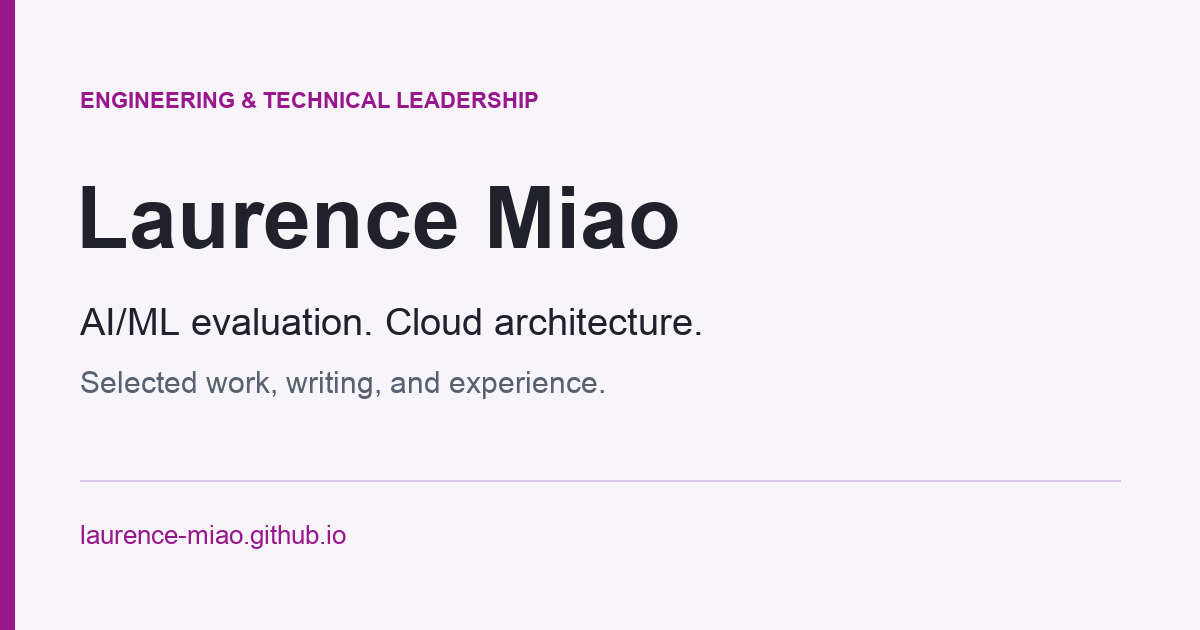 ENGINEERING & TECHNICAL LEADERSHIP
Laurence Miao
AI/ML evaluation. Cloud architecture.
Selected work, writing, and experience.
laurence-miao.github.io